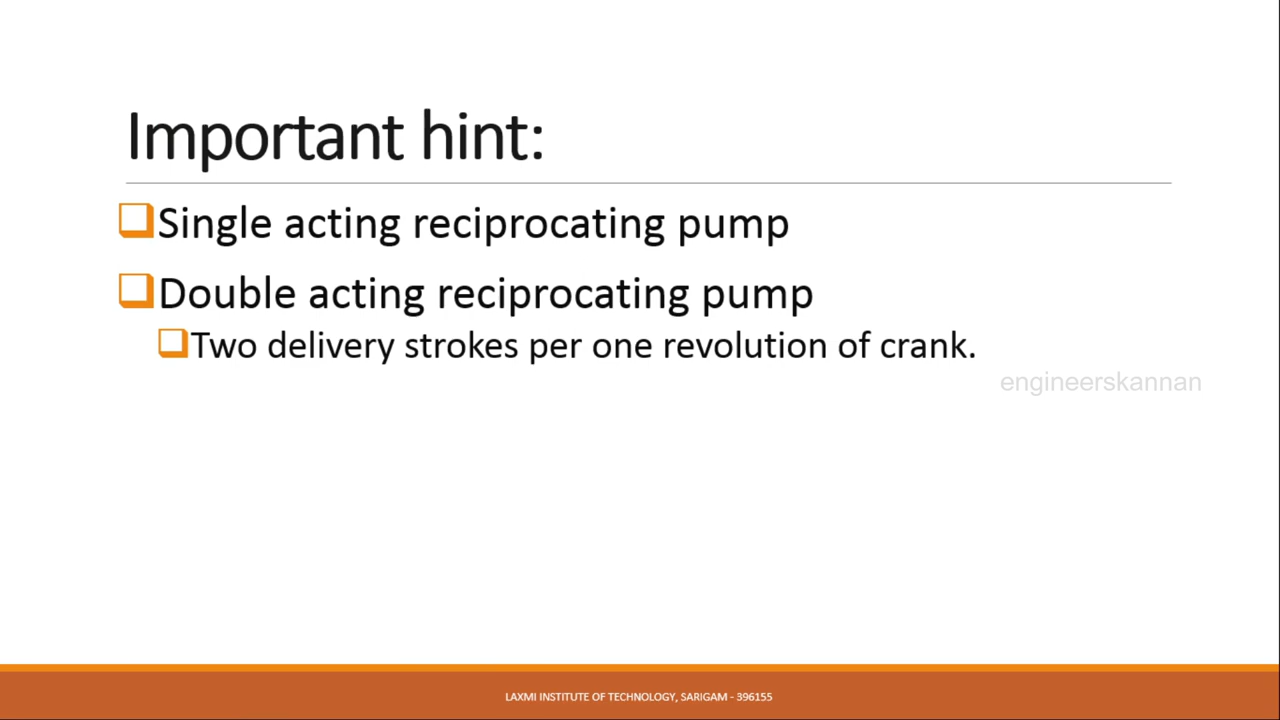 Important hint:
Single acting reciprocating pump
Double acting reciprocating pump
Two delivery strokes per one revolution of crank.
engineerskannan
LAXMI INSTITUTE OF TECHNOLOGY, SARIGAM - 396155